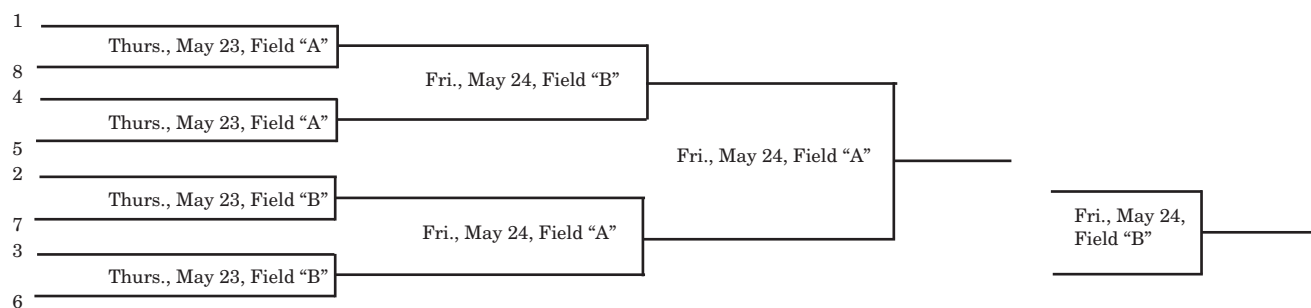 1
Thurs., May 23, Field “A”
8
Fri., May 24, Field “B”
4
Thurs., May 23, Field “A”
5
Fri., May 24, Field “A”
2
Thurs., May 23, Field “B”
7
Fri., May 24, Field “A”
3
Thurs., May 23, Field “B”
6
Fri., May 24,
Field “B”